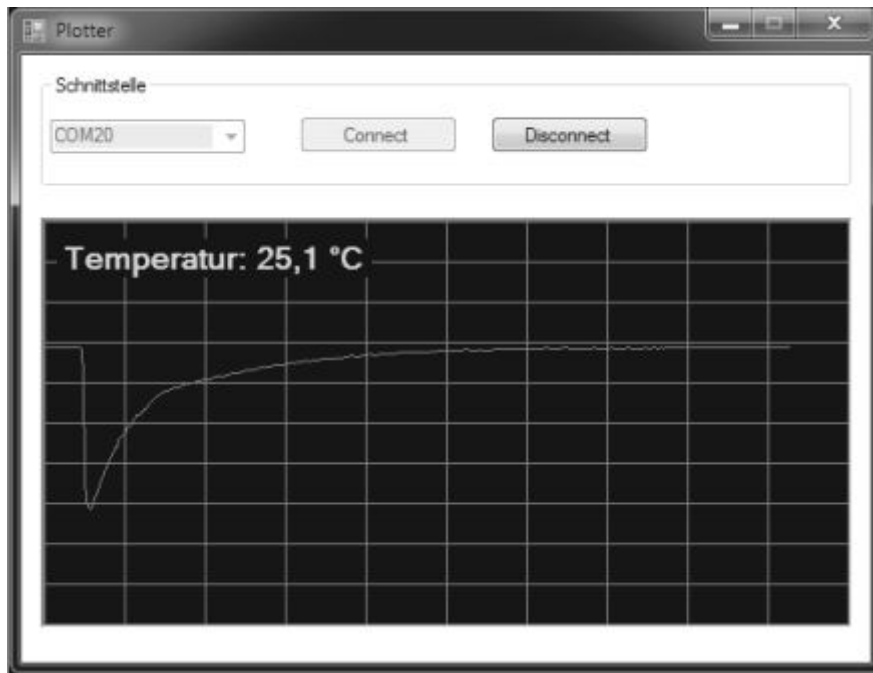 Plotter
Schnittstelle
COM20
Connect
Disconnect
Temperatur: 25,1 °C